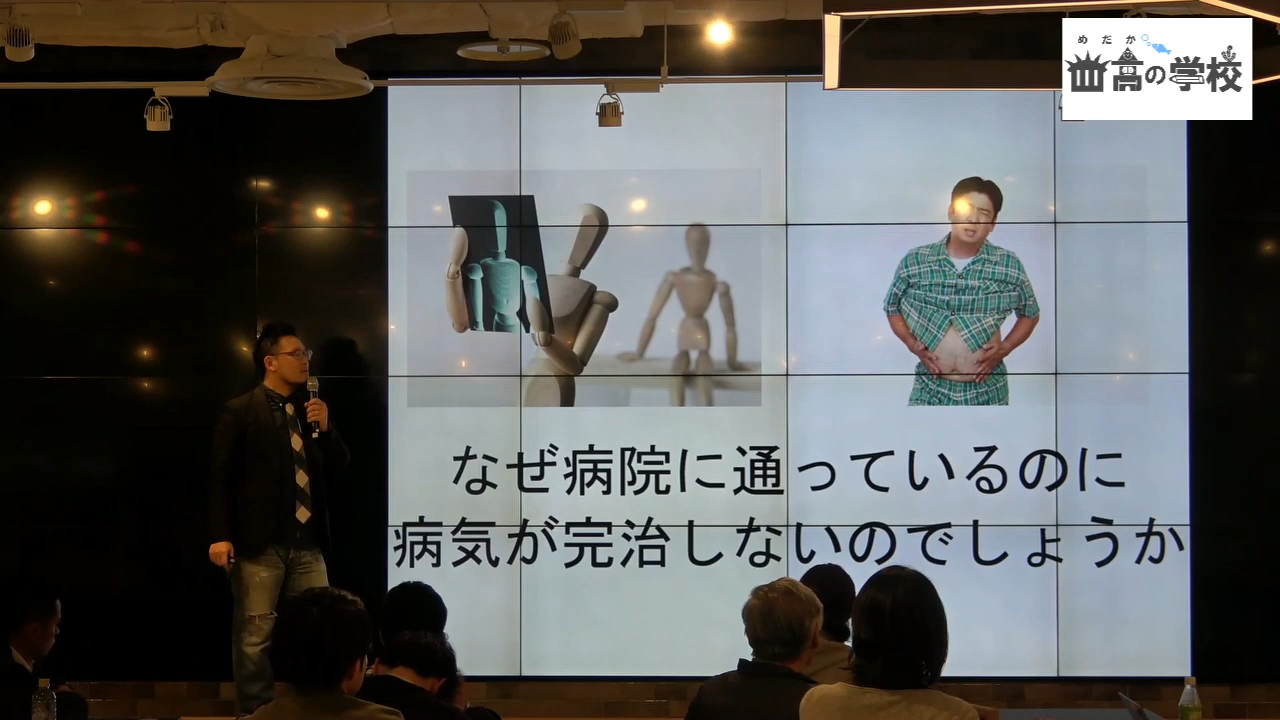 めだか
目高の学校
なぜ病院に通っているのに
病気が完治しないのでしょうか